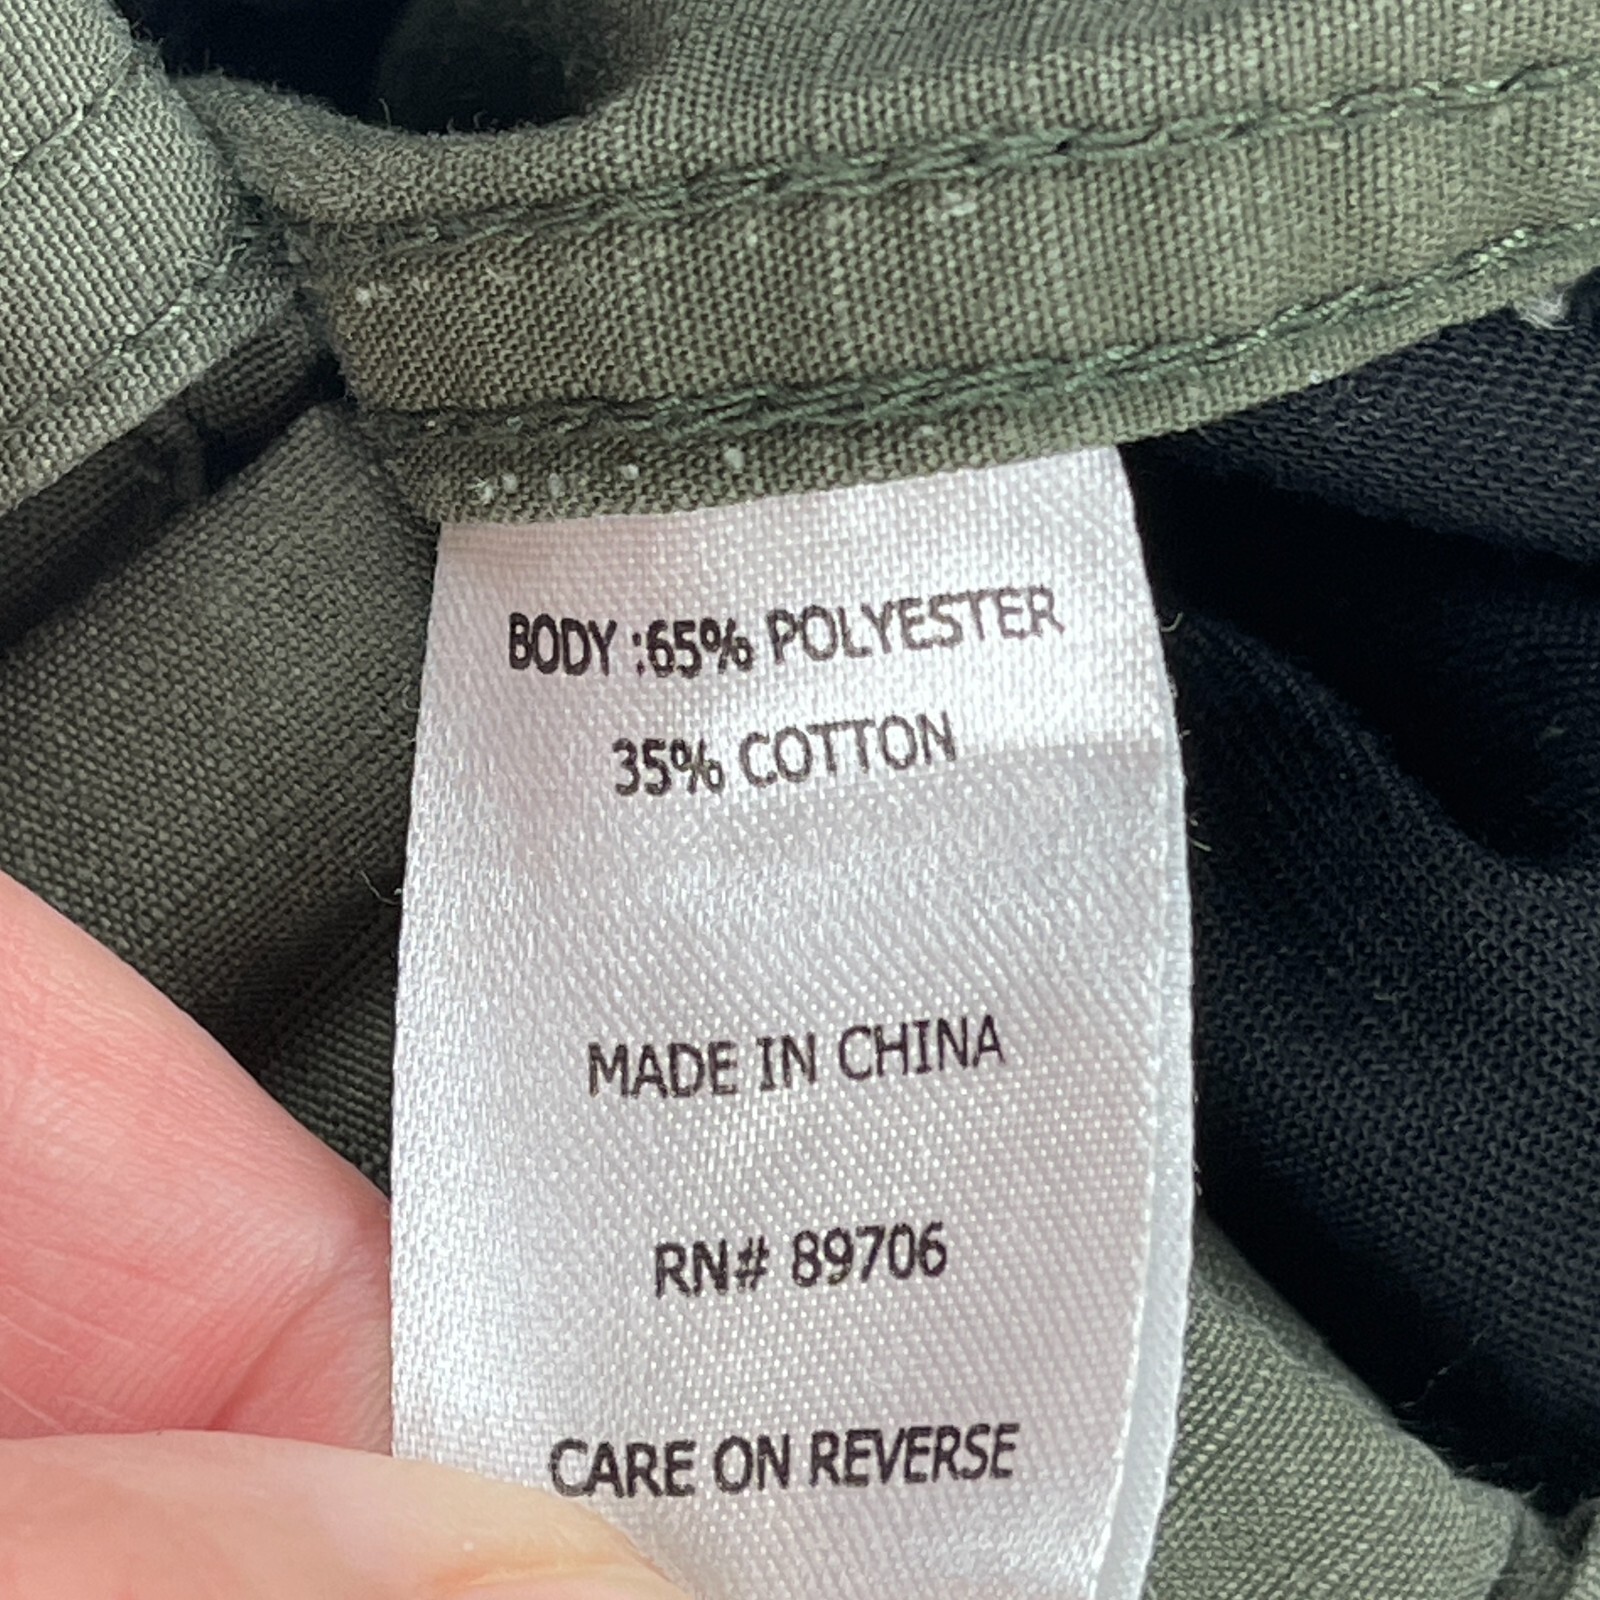 BODY :65% POLYESTER
35% COTTON
MADE IN CHINA
RN# 89706
CARE ON REVERSE